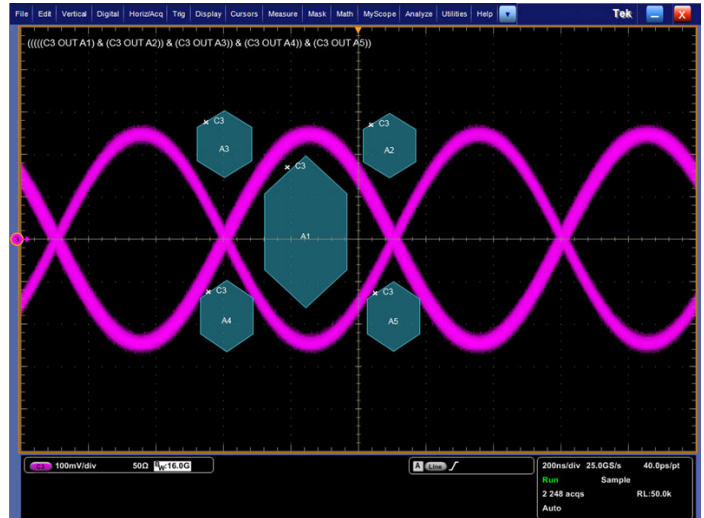 File Edit Vertical Digital Horiz/Acq Trig Display Cursors Measure Mask Math MyScope Analyze Utilities Help Tek X
(((((C3 OUT A1) & (C3 OUT A2)) & (C3 OUT A3)) & (C3 OUT A4)) & (C3 OUT A5))
C3 C3
A3 A2
C3
A1
C3 C3
A4 A5
C3 100mV/div 50Ω BW:16.0G A Line 200ns/div 25.0GS/s 40.0ps/pt
Run Sample
2 248 acqs RL:50.0k
Auto